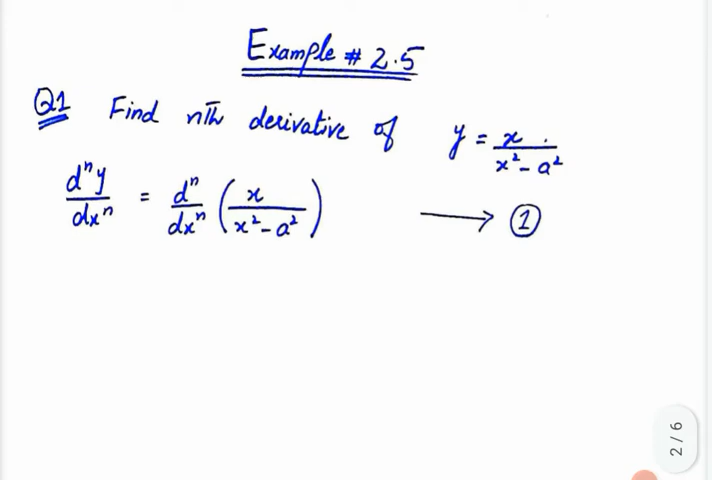 Example # 2.5
Q1 Find nTh derivative of y = x / x² - a²
dⁿy/dxⁿ = dⁿ/dxⁿ ( x / x² - a² ) ⟶ ①
2 / 6